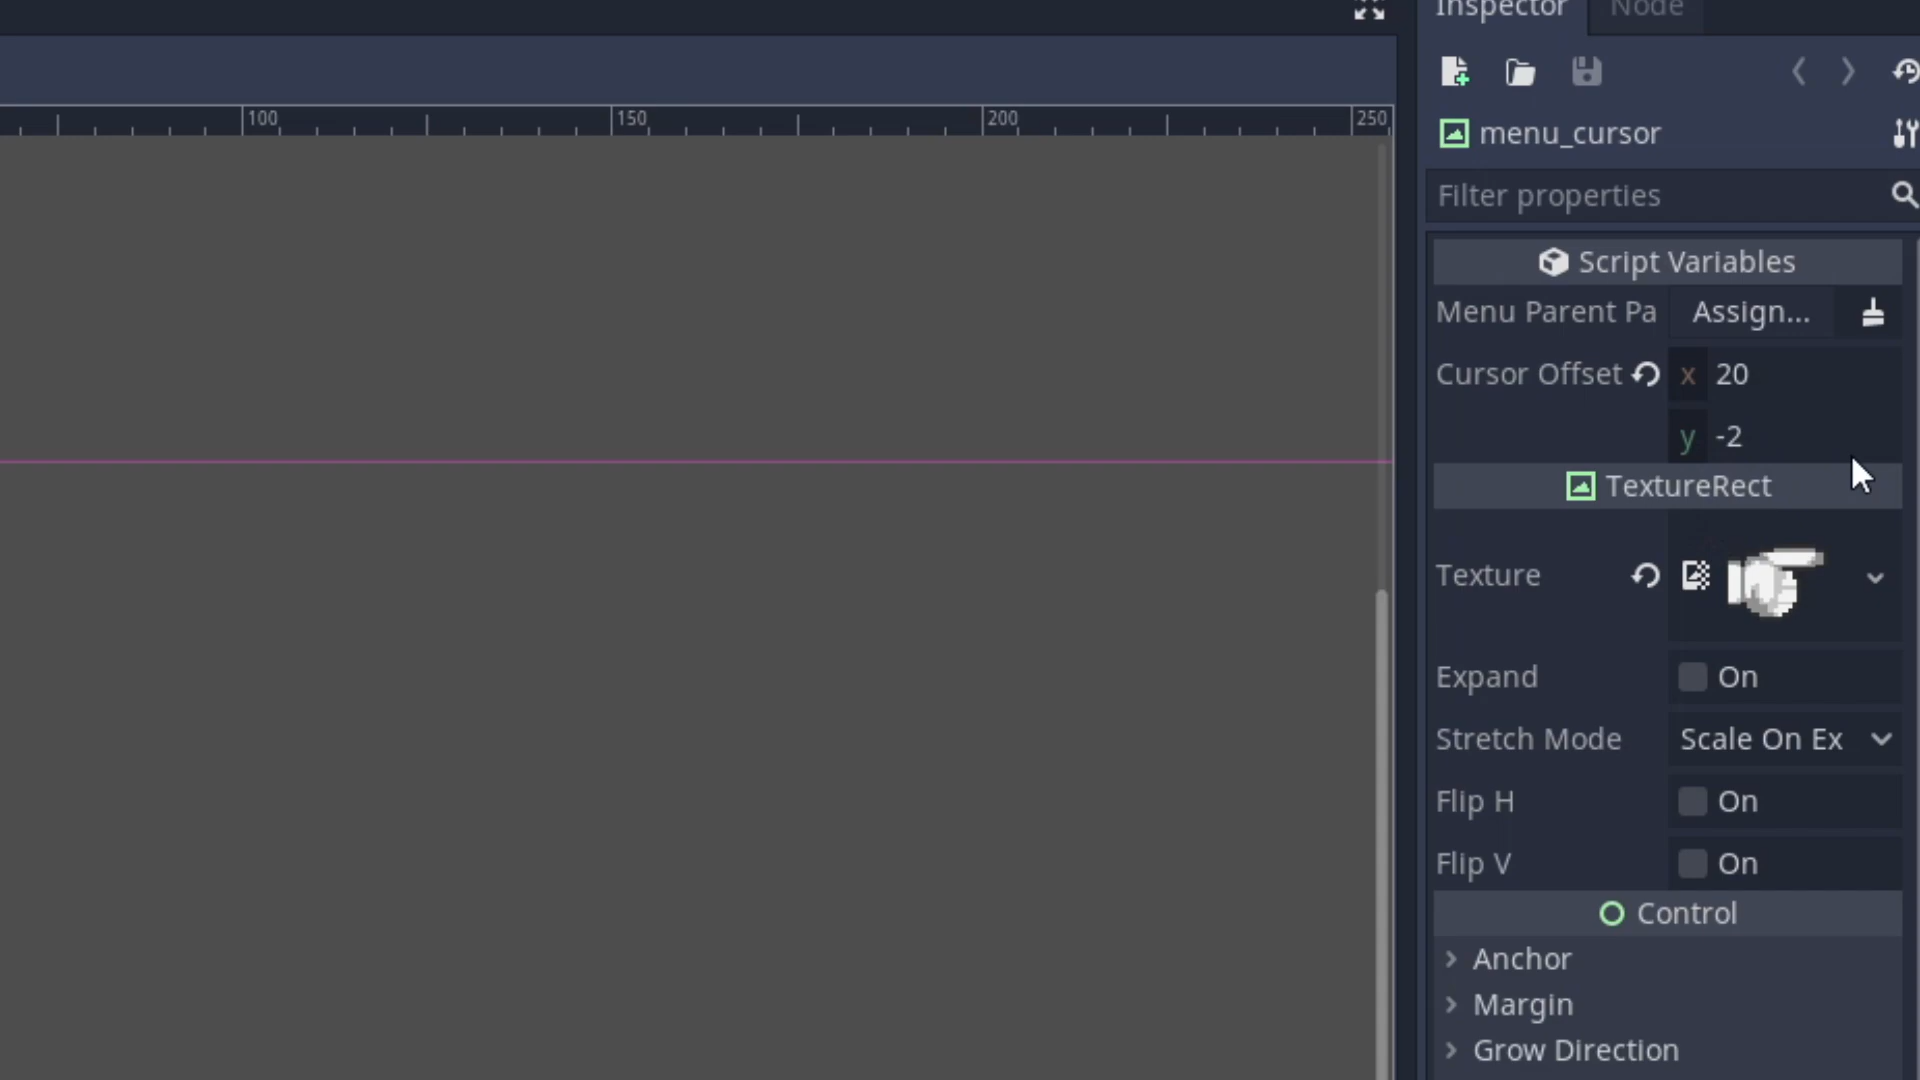 Inspector Node
100 150 200 250
menu_cursor
Filter properties
Script Variables
Menu Parent Pa Assign...
Cursor Offset x 20
y -2
TextureRect
Texture
Expand On
Stretch Mode Scale On Ex
Flip H On
Flip V On
Control
Anchor
Margin
Grow Direction